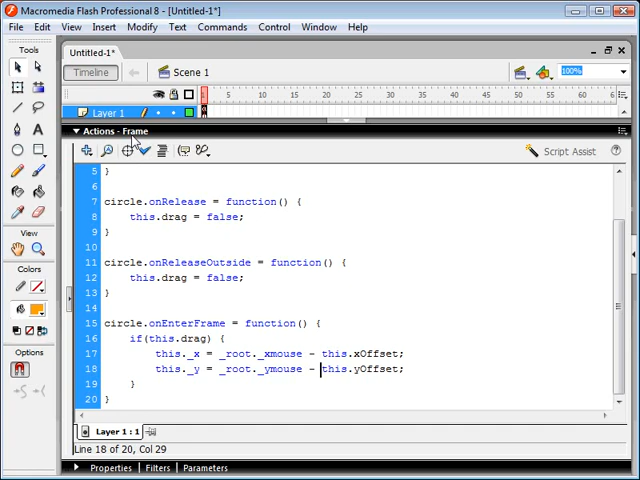 Macromedia Flash Professional 8 - [Untitled-1*]
File Edit View Insert Modify Text Commands Control Window Help
Tools
View
Colors
Options
Untitled-1*
Timeline
Scene 1
100%
1 5 10 15 20 25 30 35 40 45 50 55 60 65
Layer 1
Actions - Frame
Script Assist
5 }
6
7 circle.onRelease = function() {
8 this.drag = false;
9 }
10
11 circle.onReleaseOutside = function() {
12 this.drag = false;
13 }
14
15 circle.onEnterFrame = function() {
16 if(this.drag) {
17 this._x = _root._xmouse - this.xOffset;
18 this._y = _root._ymouse - this.yOffset;
19 }
20 }
Layer 1 : 1
Line 18 of 20, Col 29
Properties Filters Parameters